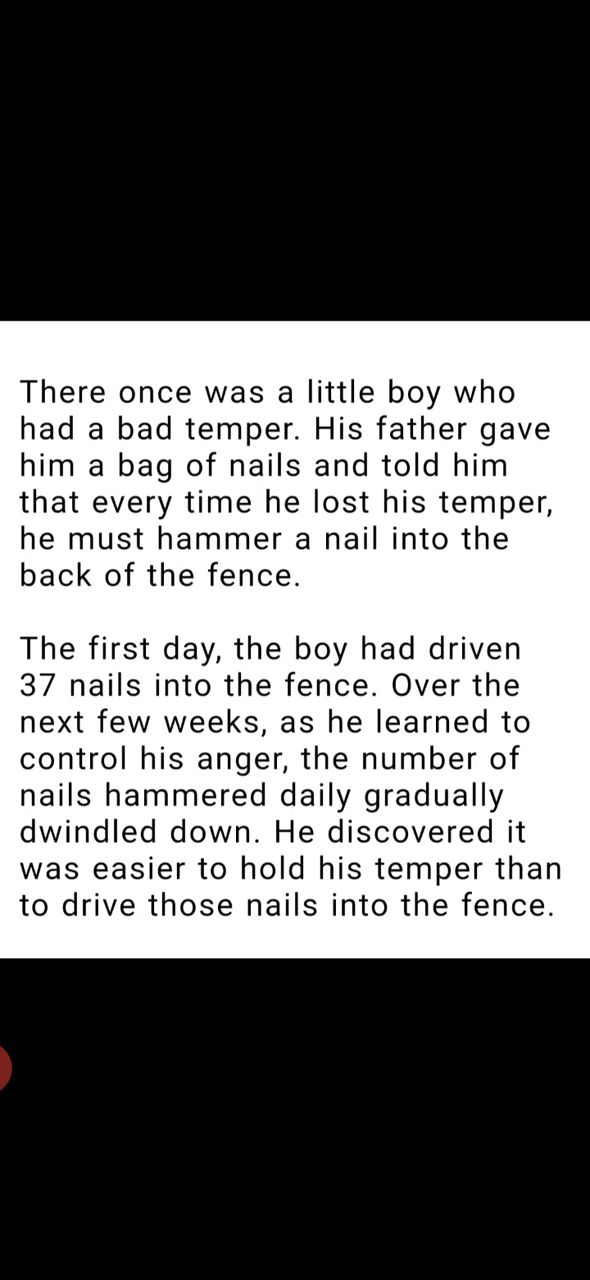 There once was a little boy who
had a bad temper. His father gave
him a bag of nails and told him
that every time he lost his temper,
he must hammer a nail into the
back of the fence.
The first day, the boy had driven
37 nails into the fence. Over the
next few weeks, as he learned to
control his anger, the number of
nails hammered daily gradually
dwindled down. He discovered it
was easier to hold his temper than
to drive those nails into the fence.